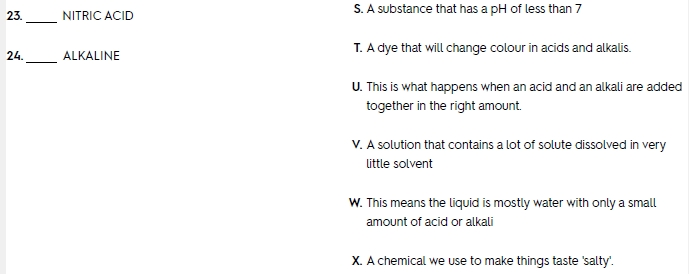 23. _____ NITRIC ACID
24. _____ ALKALINE
S. A substance that has a pH of less than 7
T. A dye that will change colour in acids and alkalis.
U. This is what happens when an acid and an alkali are added
together in the right amount.
V. A solution that contains a lot of solute dissolved in very
little solvent
W. This means the liquid is mostly water with only a small
amount of acid or alkali
X. A chemical we use to make things taste 'salty'.